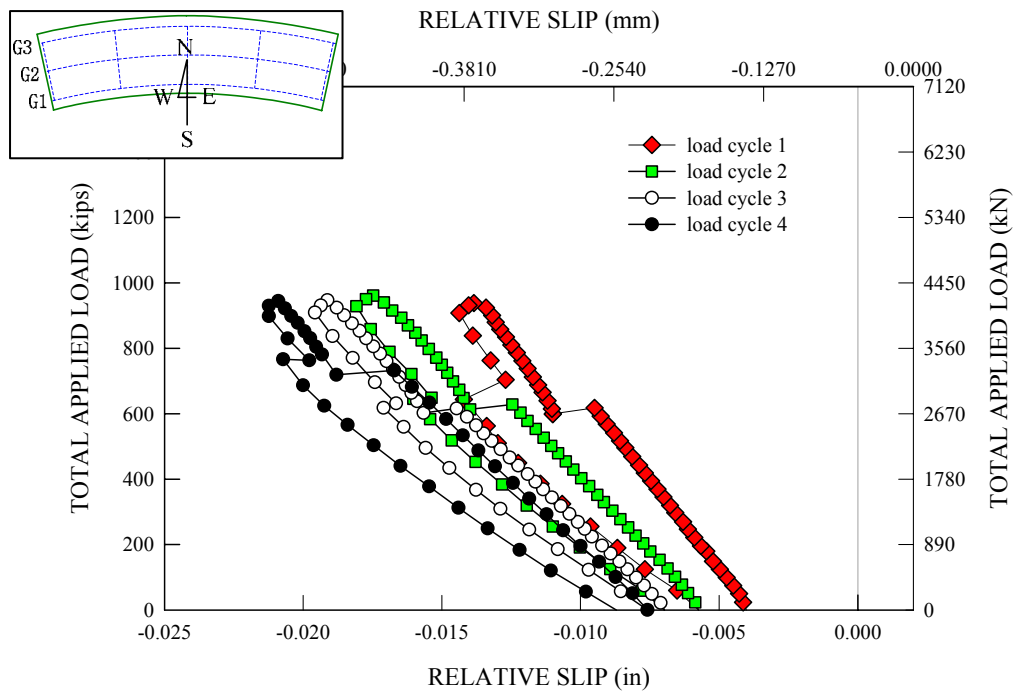 RELATIVE SLIP (mm)
G3
G2
G1
N
W E
S
0 -0.3810 -0.2540 -0.1270 0.0000
7120
6230
5340
4450
3560
2670
1780
890
0
TOTAL APPLIED LOAD (kN)
load cycle 1
load cycle 2
load cycle 3
load cycle 4
TOTAL APPLIED LOAD (kips)
1200
1000
800
600
400
200
0
-0.025 -0.020 -0.015 -0.010 -0.005 0.000
RELATIVE SLIP (in)